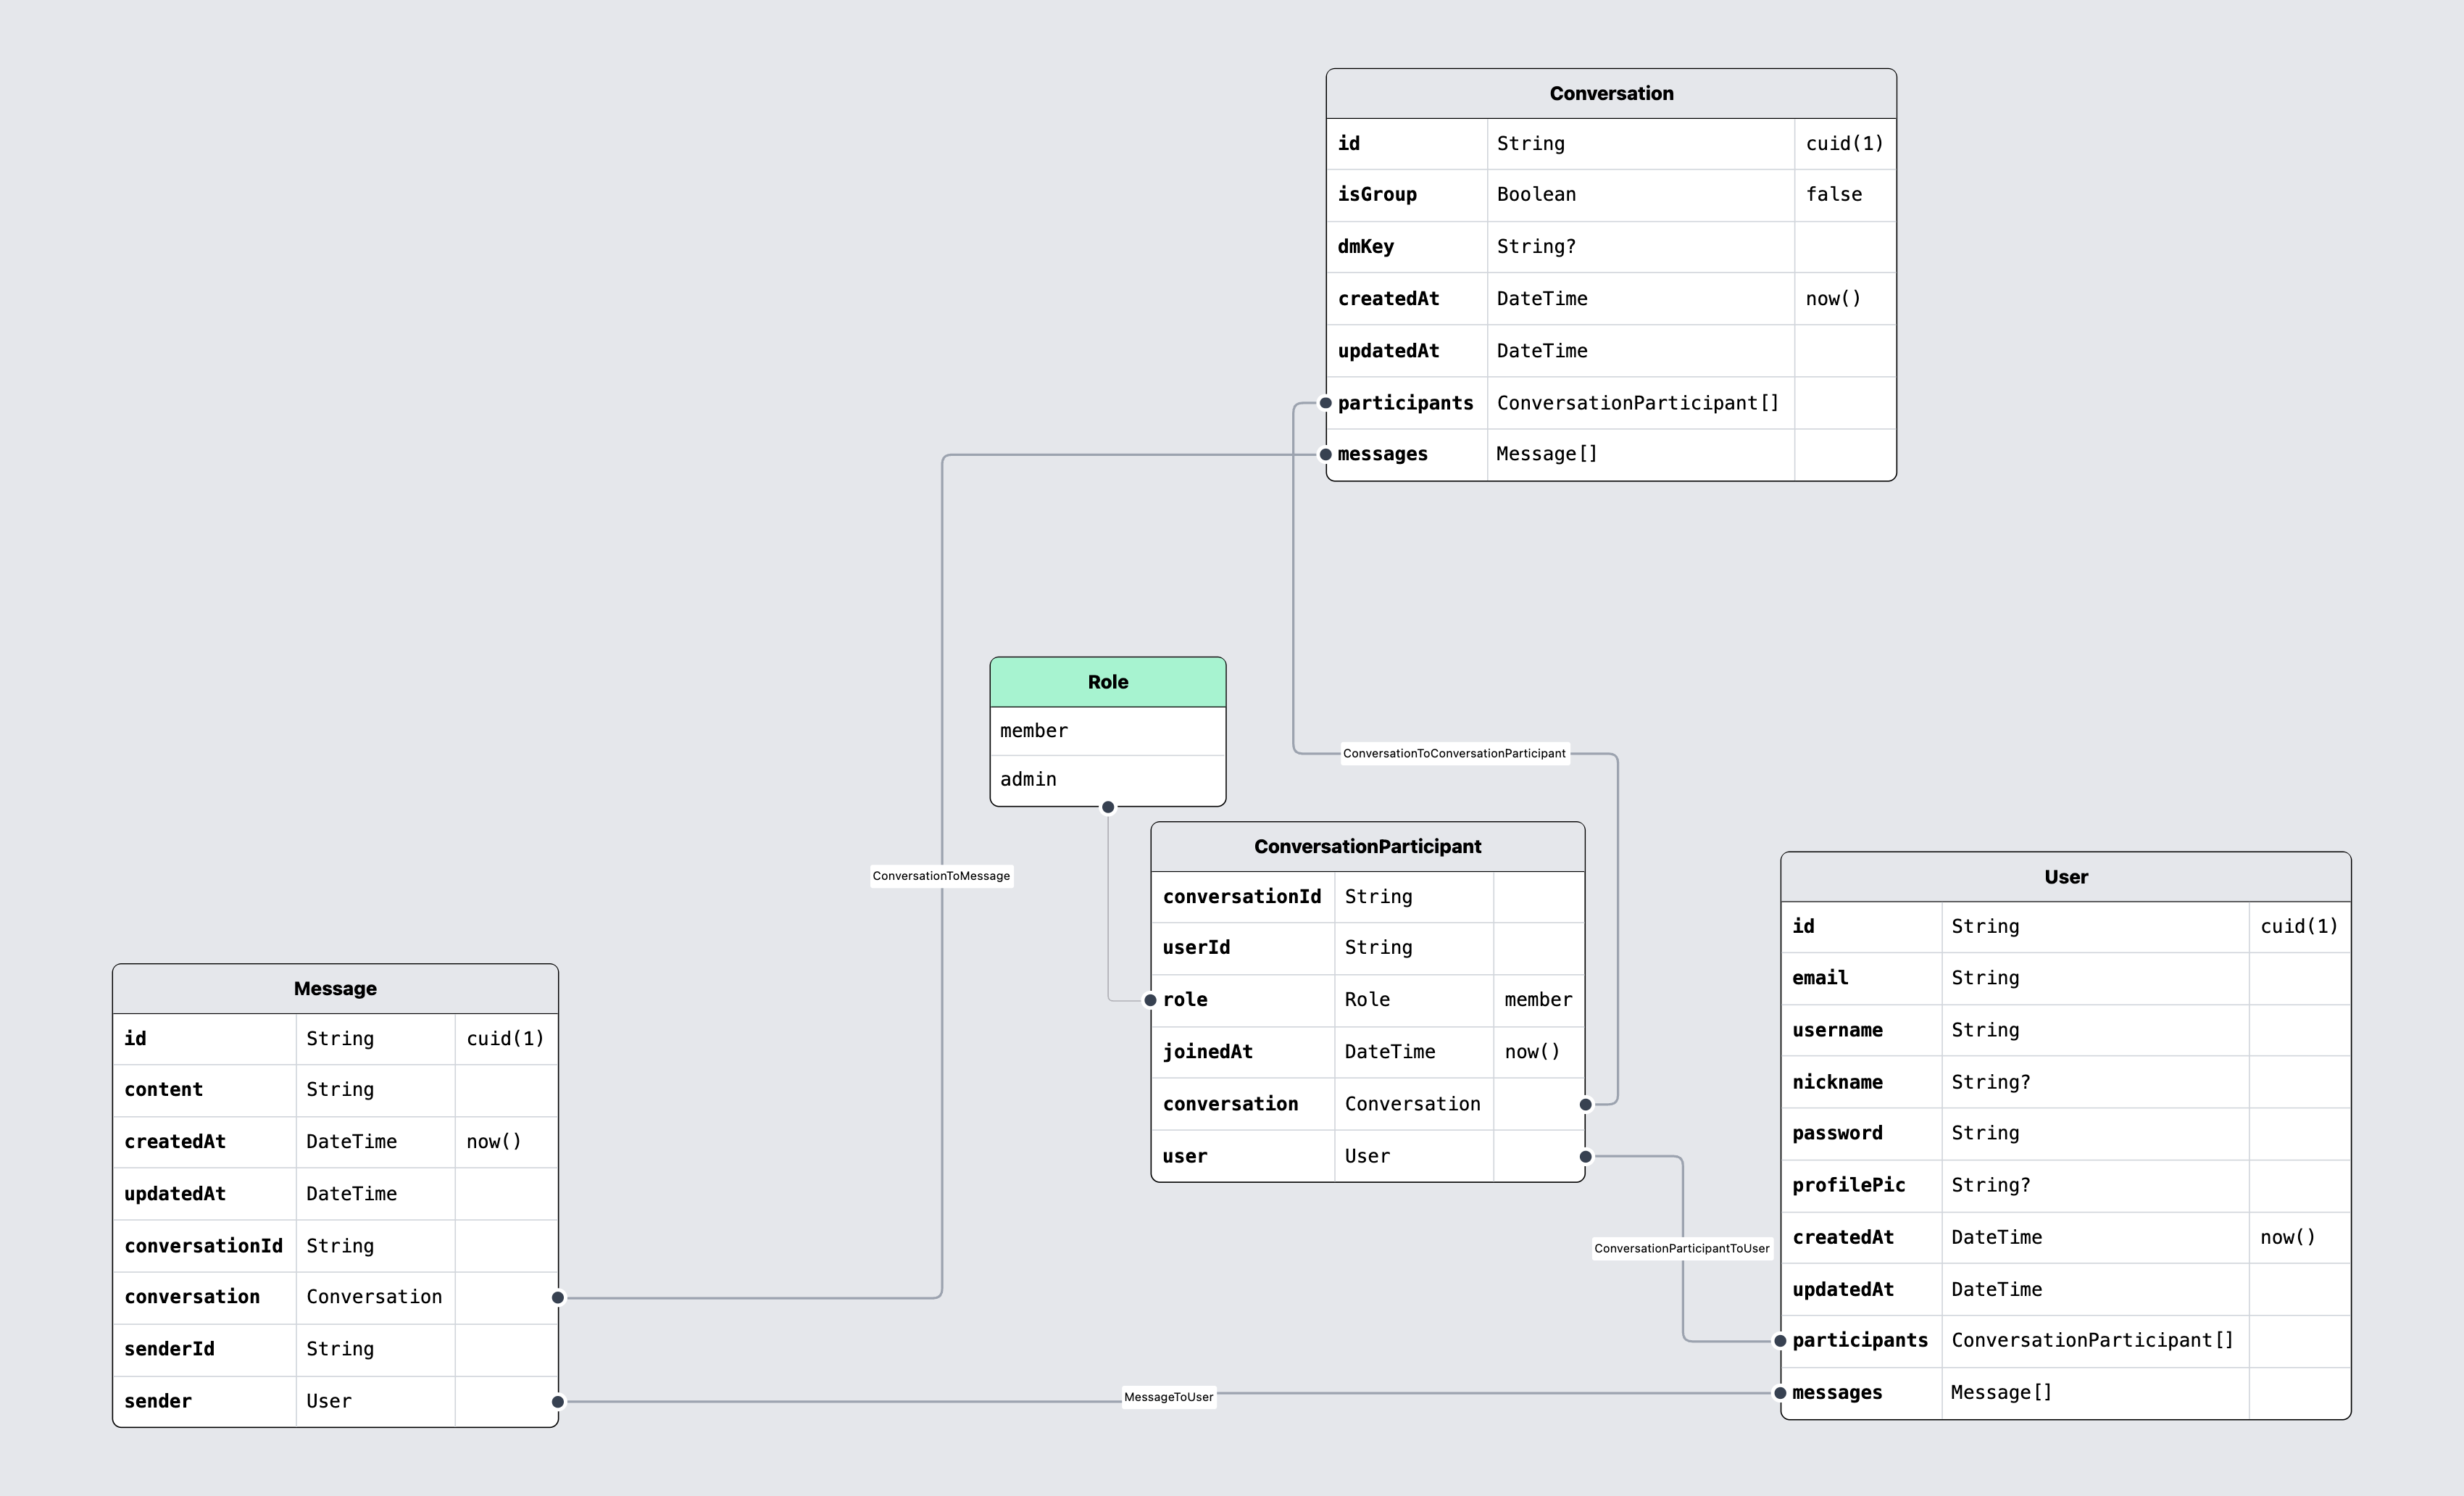 Conversation
id String cuid(1)
isGroup Boolean false
dmKey String?
createdAt DateTime now()
updatedAt DateTime
participants ConversationParticipant[]
messages Message[]
Role
member
admin
ConversationToConversationParticipant
ConversationToMessage
ConversationParticipant
conversationId String
userId String
role Role member
joinedAt DateTime now()
conversation Conversation
user User
User
id String cuid(1)
email String
username String
nickname String?
password String
profilePic String?
createdAt DateTime now()
updatedAt DateTime
participants ConversationParticipant[]
messages Message[]
ConversationParticipantToUser
Message
id String cuid(1)
content String
createdAt DateTime now()
updatedAt DateTime
conversationId String
conversation Conversation
senderId String
sender User
MessageToUser